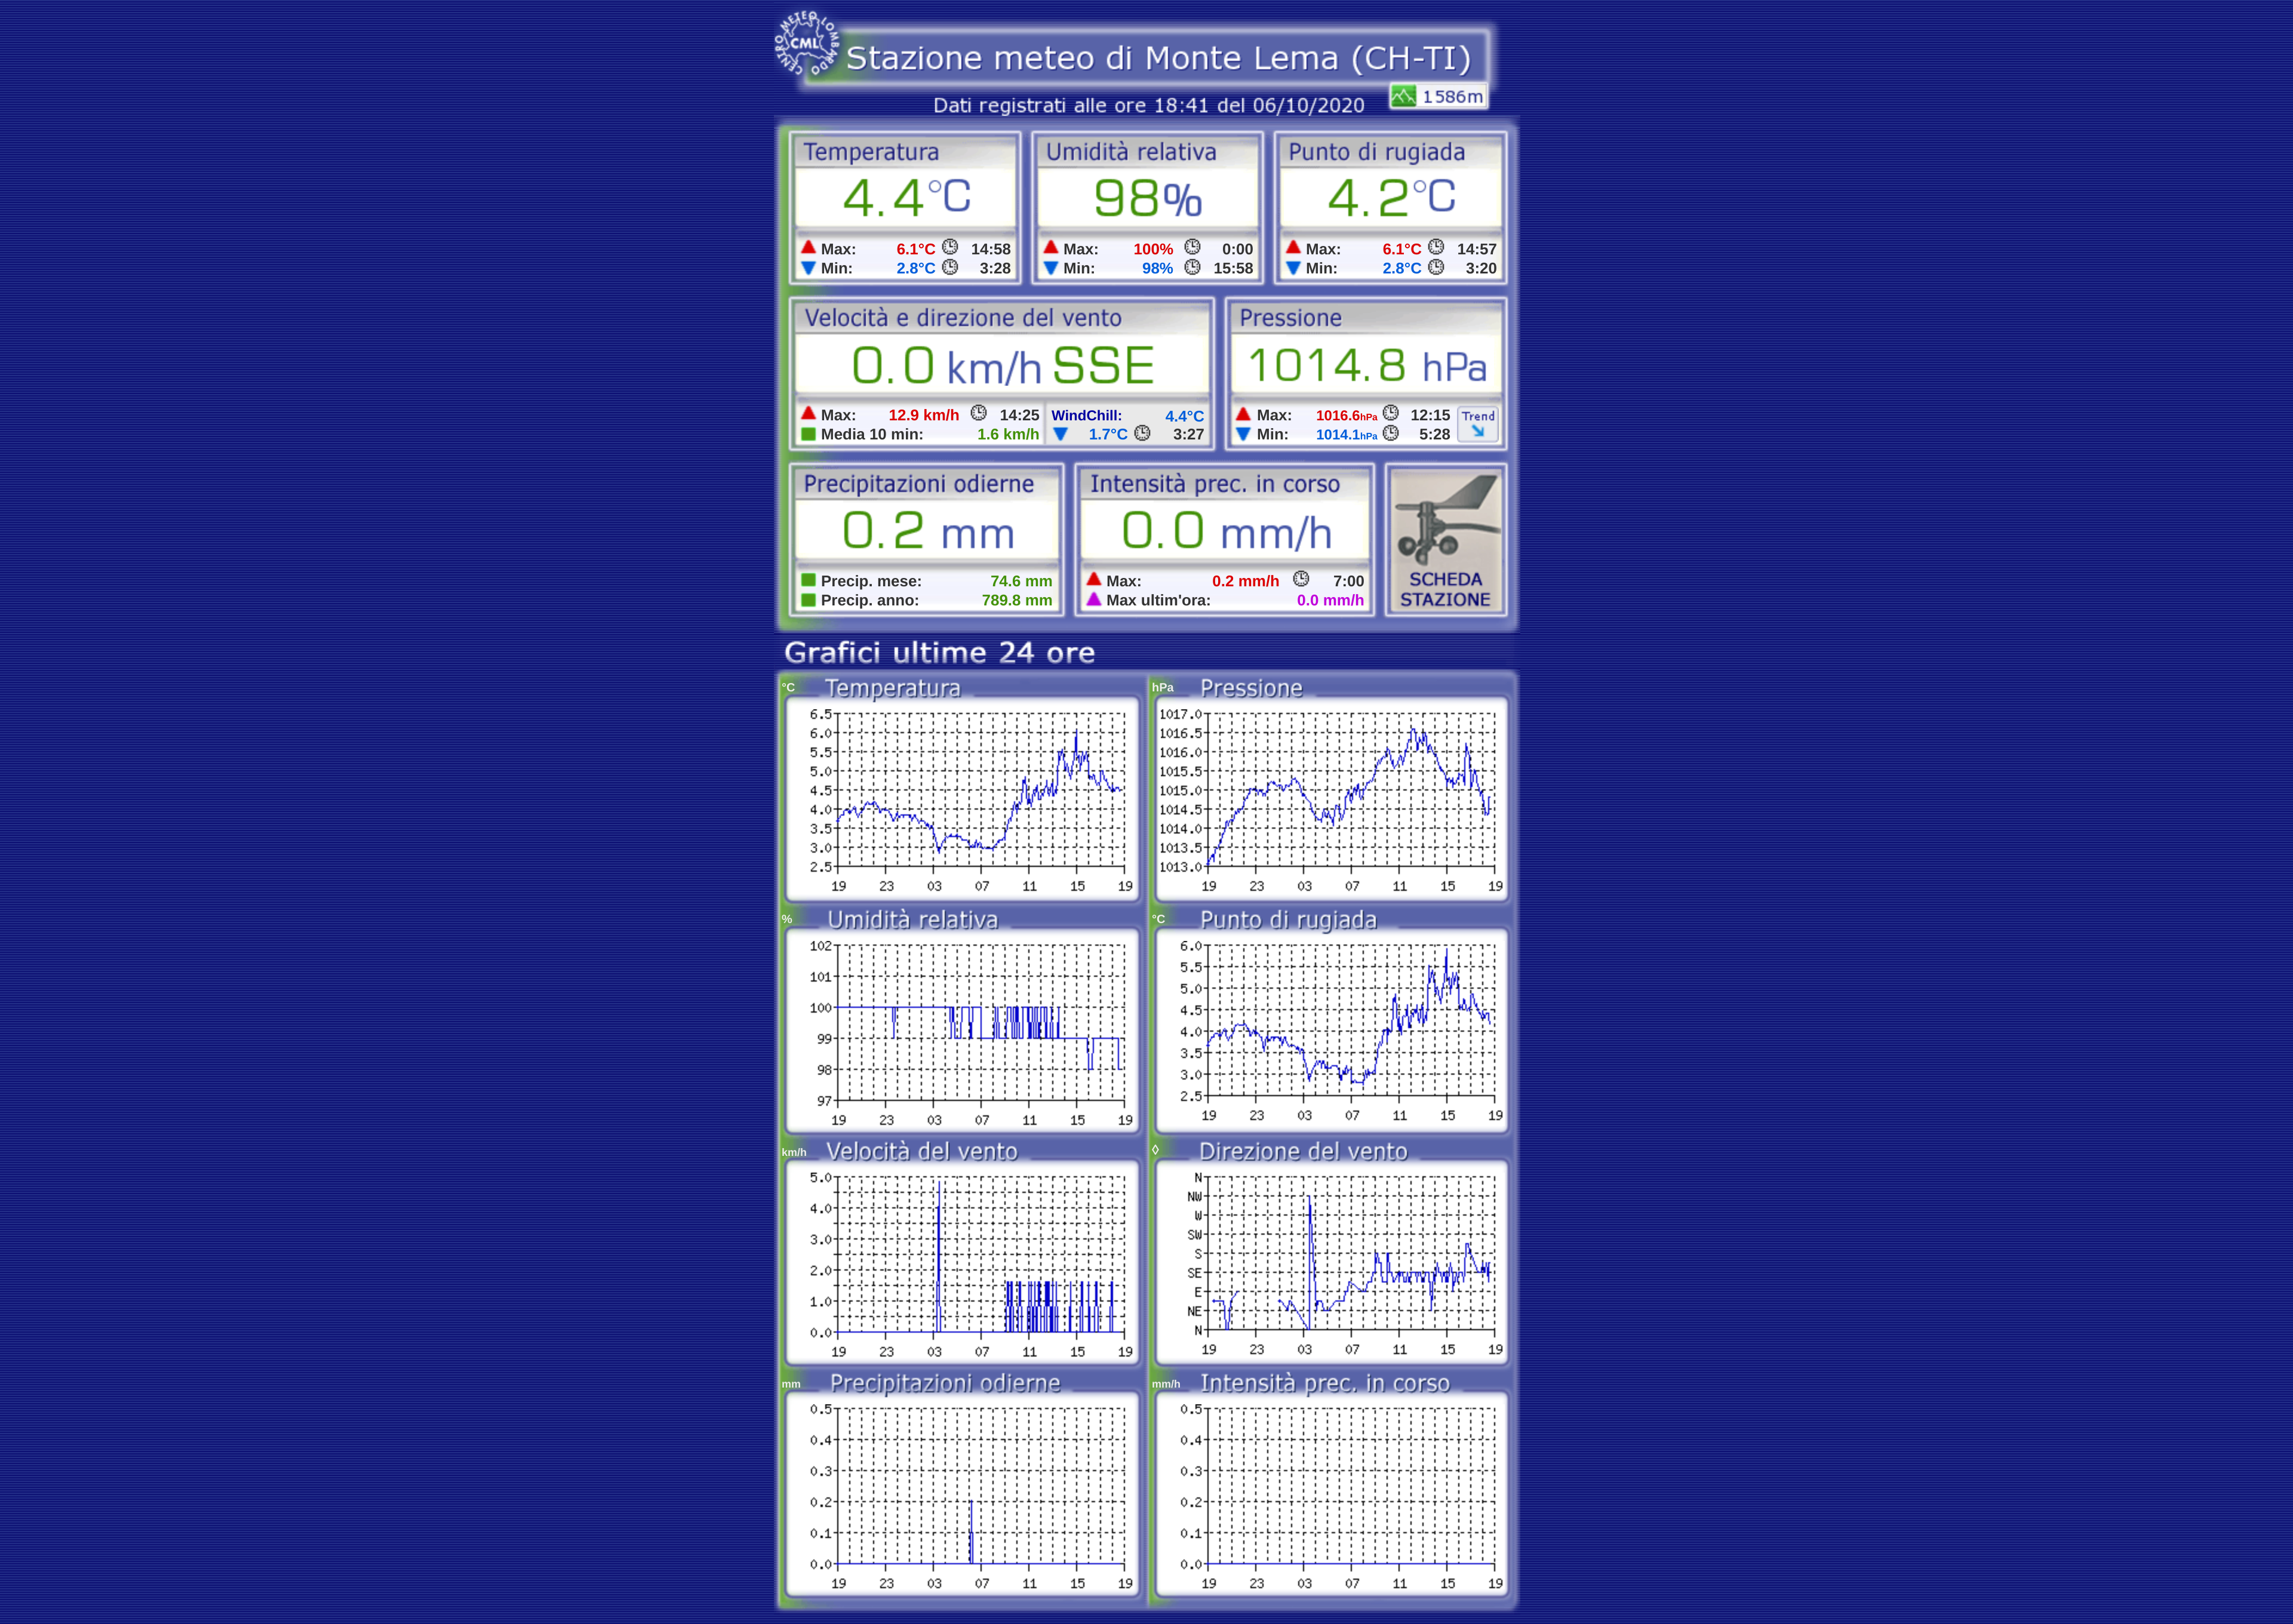 CENTRO METEO LOMBARDO
CML
Stazione meteo di Monte Lema (CH-TI)
Dati registrati alle ore 18:41 del 06/10/2020
1586m
Temperatura
4.4°C
Max: 6.1°C 14:58
Min: 2.8°C 3:28
Umidità relativa
98%
Max: 100% 0:00
Min: 98% 15:58
Punto di rugiada
4.2°C
Max: 6.1°C 14:57
Min: 2.8°C 3:20
Velocità e direzione del vento
0.0 km/h SSE
Max: 12.9 km/h 14:25
Media 10 min: 1.6 km/h
WindChill: 4.4°C
1.7°C 3:27
Pressione
1014.8 hPa
Max: 1016.6hPa 12:15
Min: 1014.1hPa 5:28
Trend
Precipitazioni odierne
0.2 mm
Precip. mese: 74.6 mm
Precip. anno: 789.8 mm
Intensità prec. in corso
0.0 mm/h
Max: 0.2 mm/h 7:00
Max ultim'ora: 0.0 mm/h
SCHEDA
STAZIONE
Grafici ultime 24 ore
°C Temperatura
6.5
6.0
5.5
5.0
4.5
4.0
3.5
3.0
2.5
19 23 03 07 11 15 19
hPa Pressione
1017.0
1016.5
1016.0
1015.5
1015.0
1014.5
1014.0
1013.5
1013.0
19 23 03 07 11 15 19
% Umidità relativa
102
101
100
99
98
97
19 23 03 07 11 15 19
°C Punto di rugiada
6.0
5.5
5.0
4.5
4.0
3.5
3.0
2.5
19 23 03 07 11 15 19
km/h Velocità del vento
5.0
4.0
3.0
2.0
1.0
0.0
19 23 03 07 11 15 19
◊ Direzione del vento
N
NW
W
SW
S
SE
E
NE
N
19 23 03 07 11 15 19
mm Precipitazioni odierne
0.5
0.4
0.3
0.2
0.1
0.0
19 23 03 07 11 15 19
mm/h Intensità prec. in corso
0.5
0.4
0.3
0.2
0.1
0.0
19 23 03 07 11 15 19